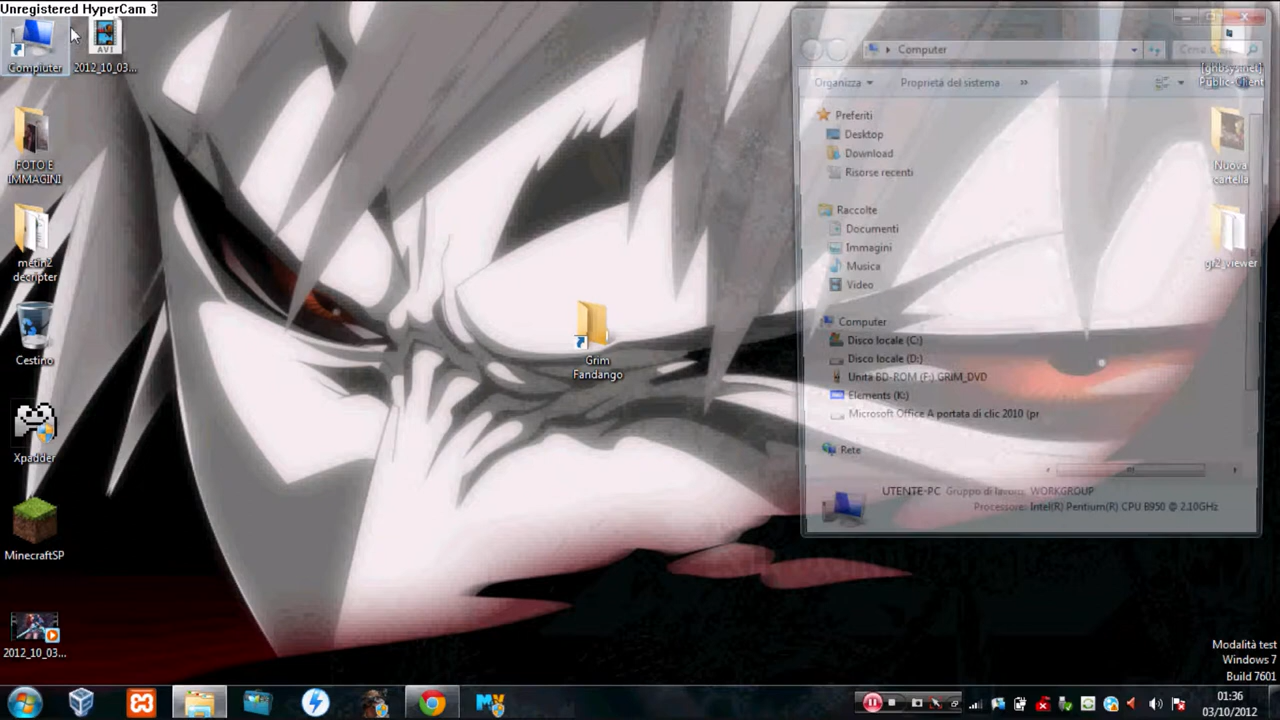 Unregistered HyperCam 3
Computer
AVI
2012_10_03...
FOTO E
IMMAGINI
metin2
decripter
Cestino
Xpadder
MinecraftSP
2012_10_03...
Grim
Fandango
Computer
Organizza
Proprietà del sistema
»
Preferiti
Desktop
Download
Risorse recenti
Raccolte
Documenti
Immagini
Musica
Video
Computer
Disco locale (C:)
Disco locale (D:)
Unità BD-ROM (F:) GRIM_DVD
Elements (K:)
Microsoft Office A portata di clic 2010 (pr
Rete
UTENTE-PC Gruppo di lavoro: WORKGROUP
Processore: Intel(R) Pentium(R) CPU B950 @ 2.10GHz
Nuova
cartella
gr2_viewer
Modalità test
Windows 7
Build 7601
01:36
03/10/2012